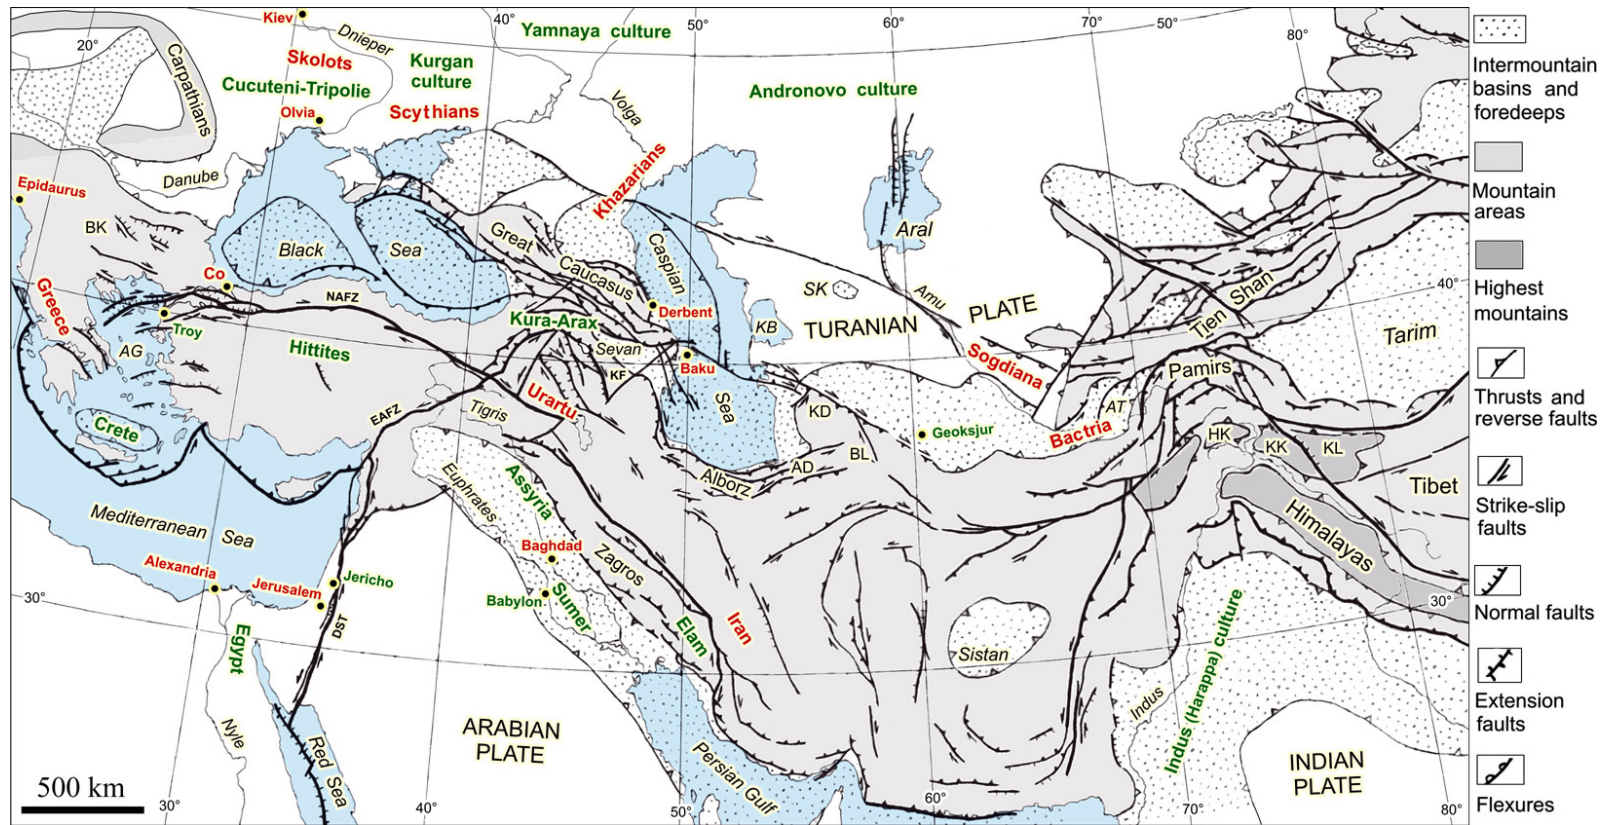 Kiev
40°
Yamnaya culture
50°
60°
70°
50°
80°
20°
Carpathians
Dnieper
Skolots
Kurgan
culture
Cucuteni-Tripolie
Andronovo culture
Olvia
Scythians
Volga
Danube
Khazarians
Epidaurus
BK
Black
Sea
Great
Caucasus
Caspian
Sea
Aral
Co
Greece
NAFZ
Derbent
SK
Amu
PLATE
TURANIAN
KB
Tien
Shan
40°
Tarim
Troy
Kura-Arax
AG
Hittites
Sevan
KF
Baku
Sogdiana
Pamirs
Urartu
EAFZ
Tigris
KD
AT
Crete
Geoksjur
Bactria
HK
KK
KL
BL
AD
Alborz
Tibet
Euphrates
Assyria
Himalayas
Mediterranean Sea
Baghdad
Zagros
Alexandria
Jerusalem
Jericho
30°
Babylon
Sumer
Elam
Iran
30°
DST
Egypt
Sistan
Indus
Indus (Harappa) culture
Nyle
Red Sea
ARABIAN
PLATE
Persian Gulf
INDIAN
PLATE
500 km
30°
40°
50°
60°
70°
80°
Intermountain
basins and
foredeeps
Mountain
areas
Highest
mountains
Thrusts and
reverse faults
Strike-slip
faults
Normal faults
Extension
faults
Flexures